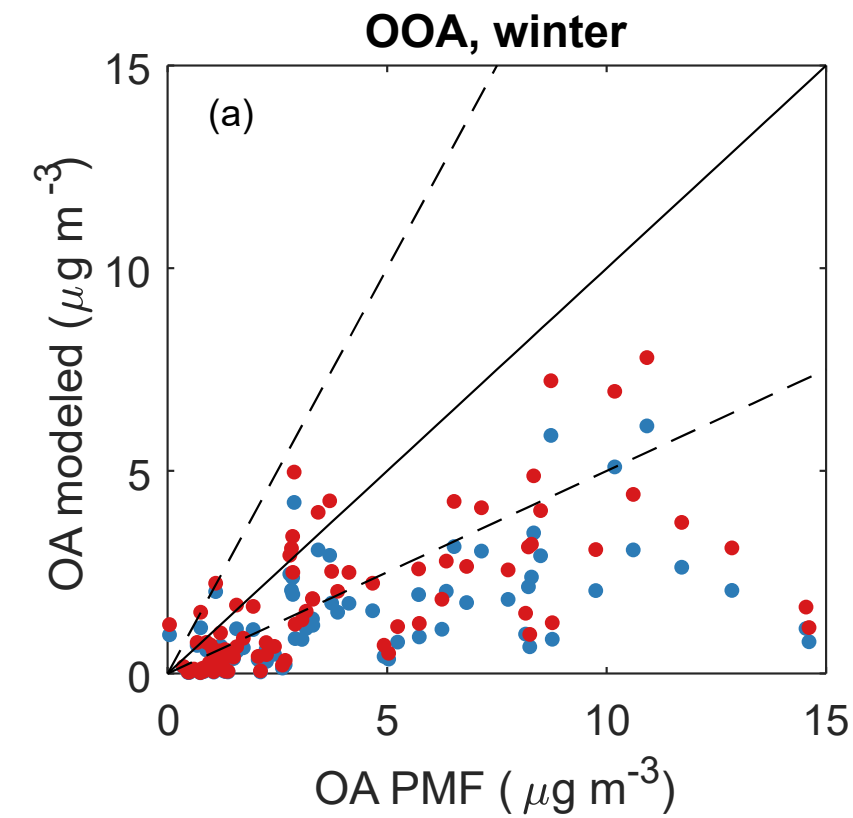 OOA, winter
(a)
15
10
5
0
OA modeled (μg m⁻³)
0 5 10 15
OA PMF ( μg m⁻³)